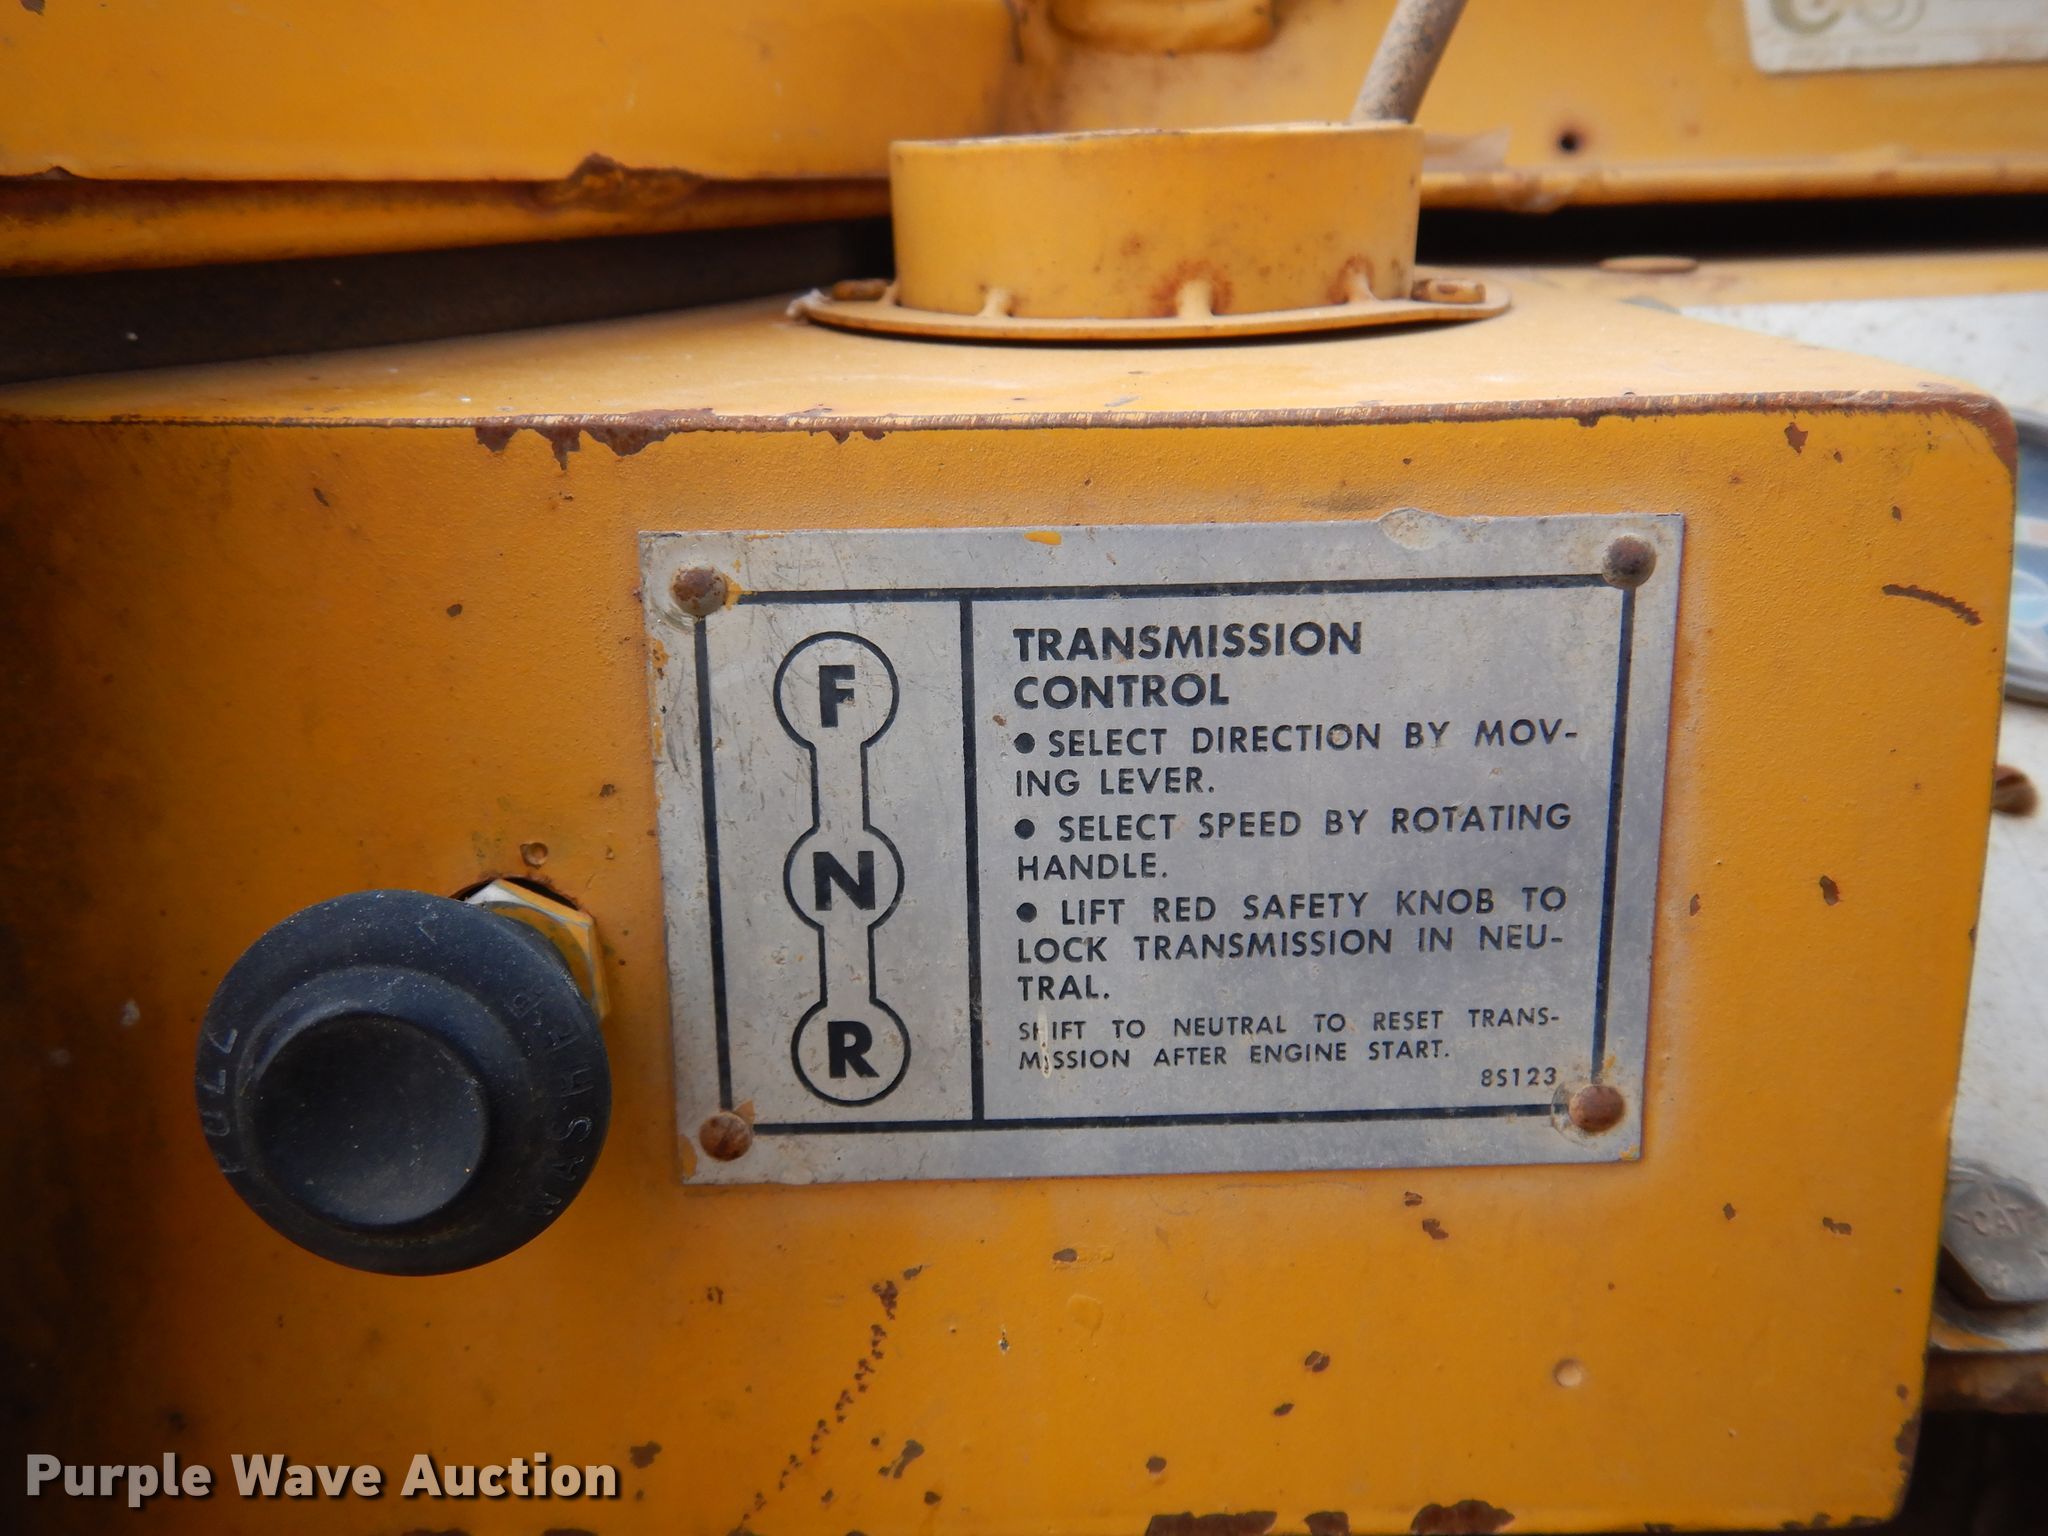 F
N
R
TRANSMISSION
CONTROL
• SELECT DIRECTION BY MOV-
ING LEVER.
• SELECT SPEED BY ROTATING
HANDLE.
• LIFT RED SAFETY KNOB TO
LOCK TRANSMISSION IN NEU-
TRAL.
SHIFT TO NEUTRAL TO RESET TRANS-
MISSION AFTER ENGINE START.
8S123
PULL
WASHER
CAT
Purple Wave Auction